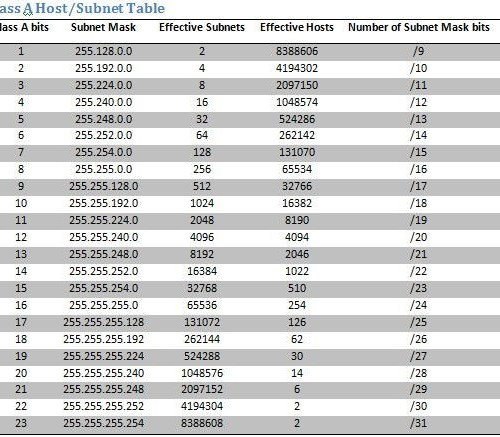 ass A Host/Subnet Table
lass A bits Subnet Mask Effective Subnets Effective Hosts Number of Subnet Mask bits
1 255.128.0.0 2 8388606 /9
2 255.192.0.0 4 4194302 /10
3 255.224.0.0 8 2097150 /11
4 255.240.0.0 16 1048574 /12
5 255.248.0.0 32 524286 /13
6 255.252.0.0 64 262142 /14
7 255.254.0.0 128 131070 /15
8 255.255.0.0 256 65534 /16
9 255.255.128.0 512 32766 /17
10 255.255.192.0 1024 16382 /18
11 255.255.224.0 2048 8190 /19
12 255.255.240.0 4096 4094 /20
13 255.255.248.0 8192 2046 /21
14 255.255.252.0 16384 1022 /22
15 255.255.254.0 32768 510 /23
16 255.255.255.0 65536 254 /24
17 255.255.255.128 131072 126 /25
18 255.255.255.192 262144 62 /26
19 255.255.255.224 524288 30 /27
20 255.255.255.240 1048576 14 /28
21 255.255.255.248 2097152 6 /29
22 255.255.255.252 4194304 2 /30
23 255.255.255.254 8388608 2 /31